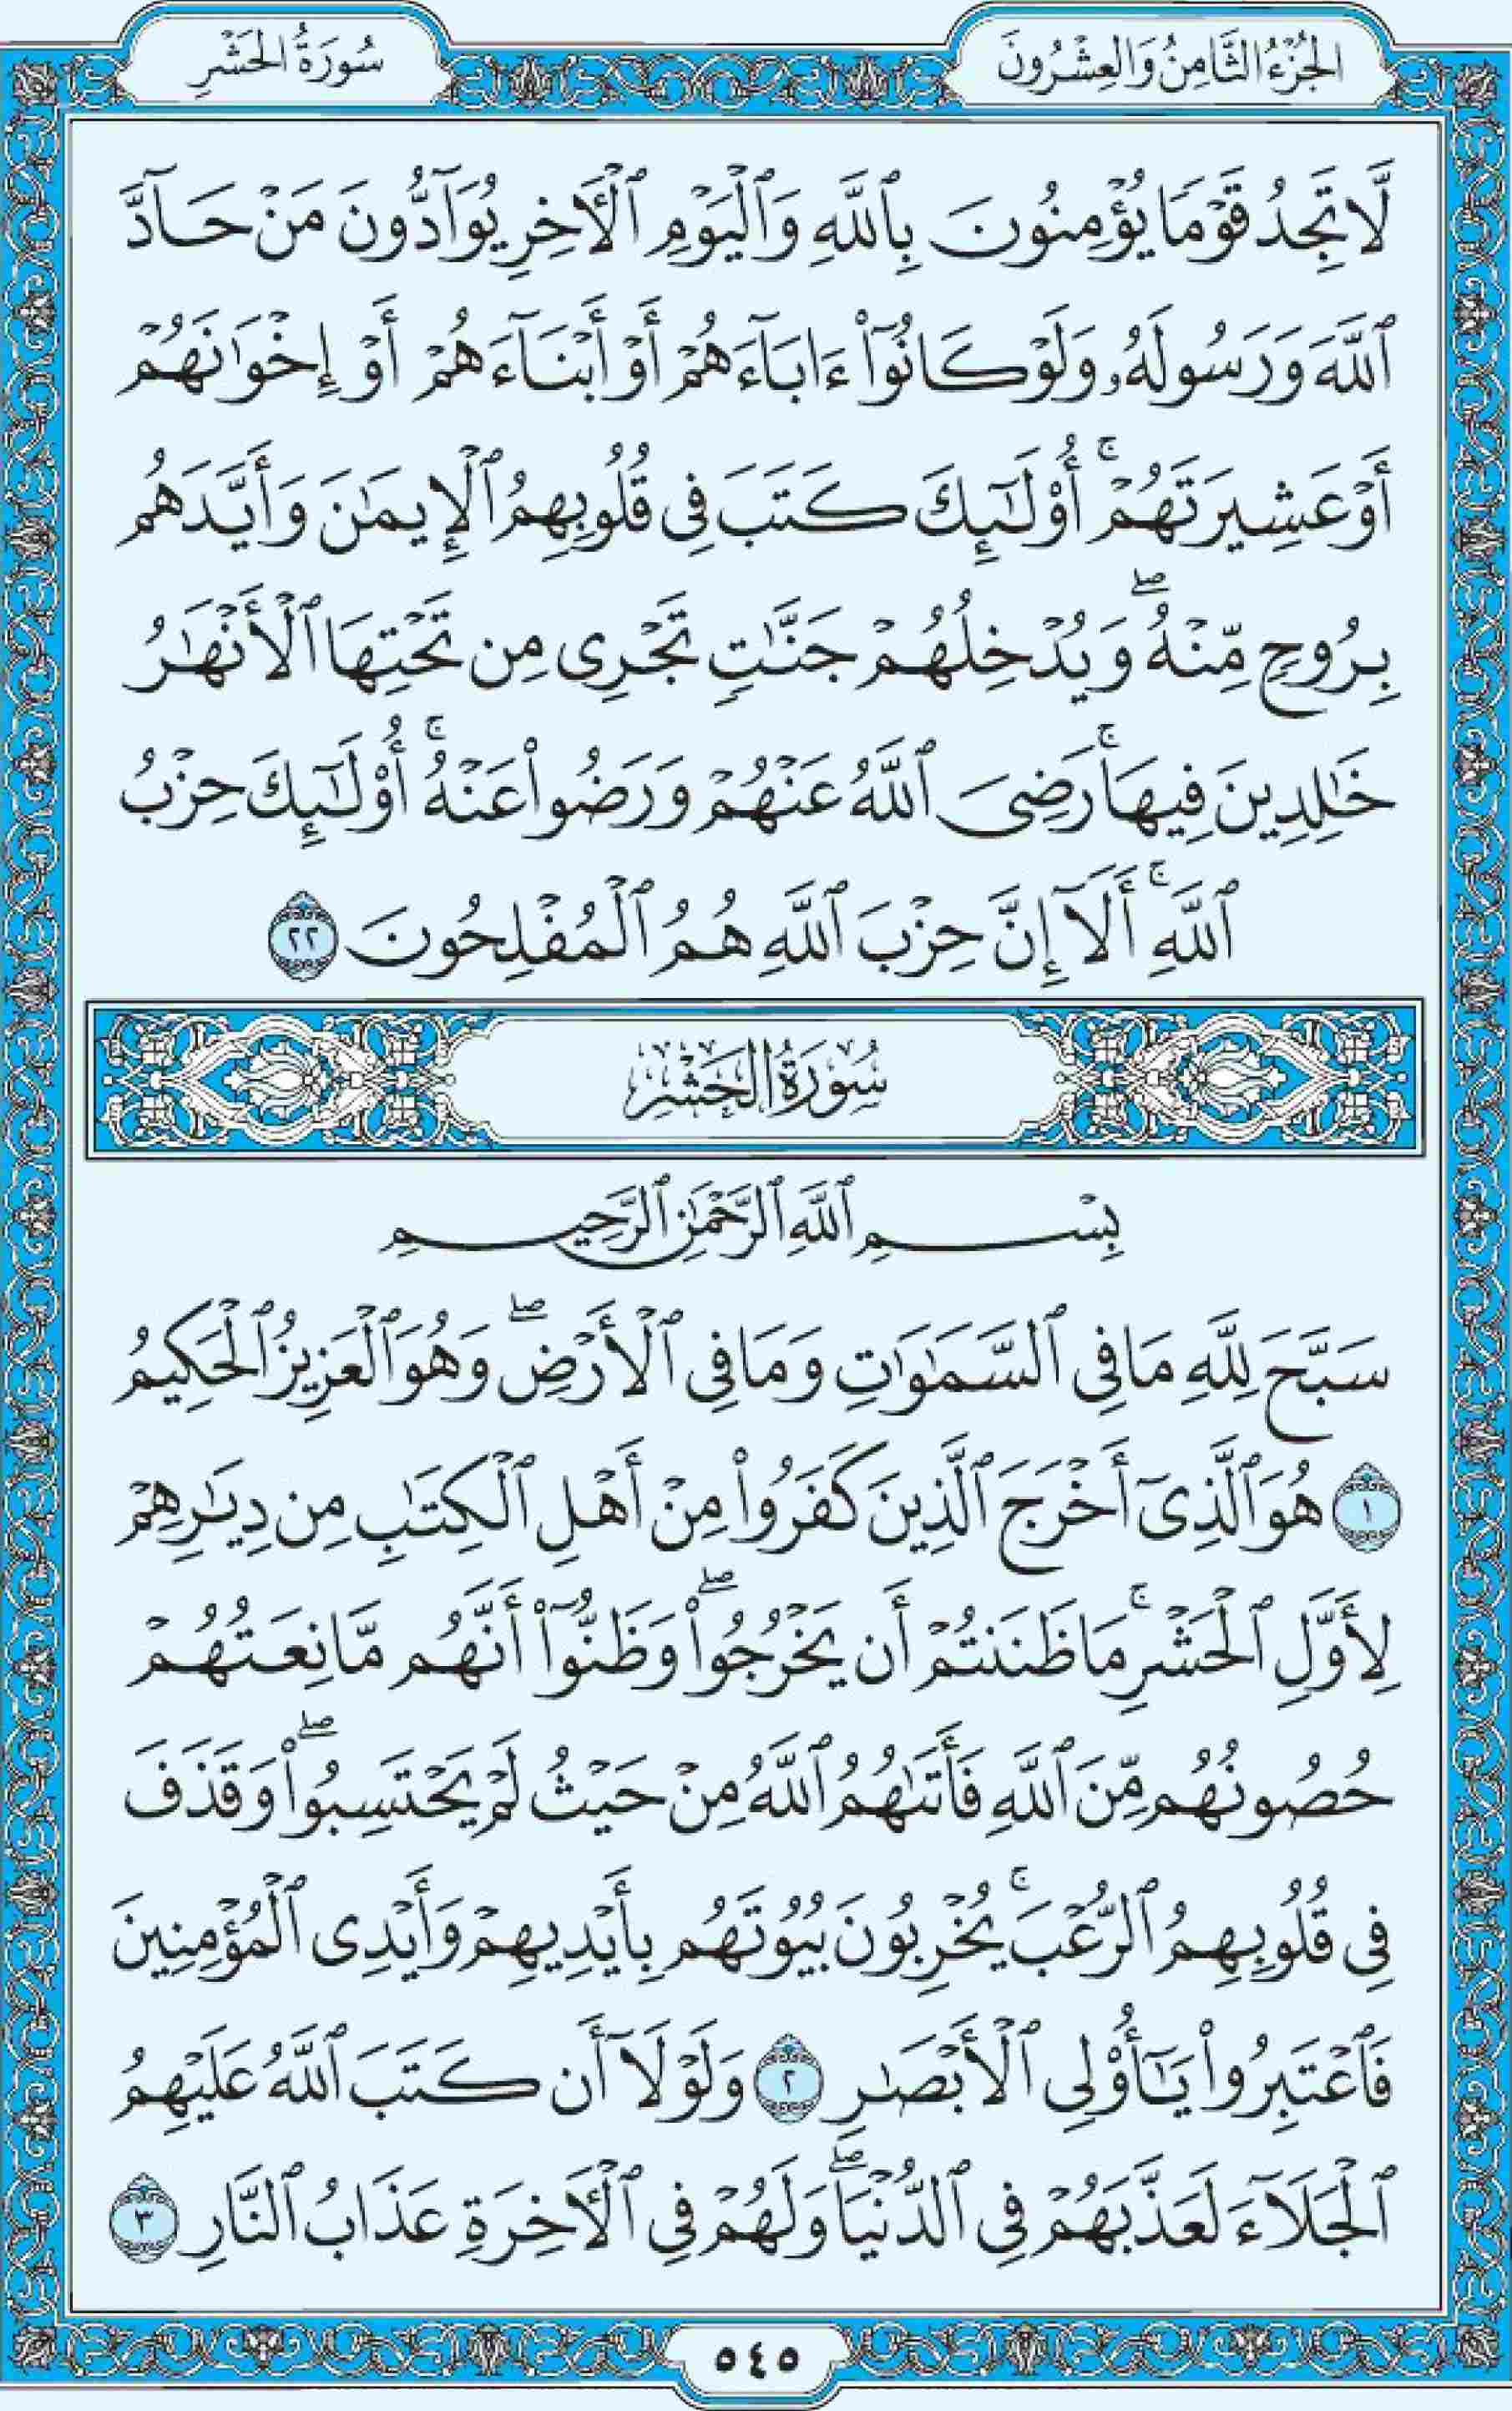 الجُزْءُ الثَّامِنُ وَالعِشْرُونَ
سُورَةُ الحَشْرِ
لَّا تَجِدُ قَوْمًا يُؤْمِنُونَ بِٱللَّهِ وَٱلْيَوْمِ ٱلْأَخِرِ يُوَآدُّونَ مَنْ حَآدَّ
ٱللَّهَ وَرَسُولَهُۥ وَلَوْ كَانُوٓا۟ ءَابَآءَهُمْ أَوْ أَبْنَآءَهُمْ أَوْ إِخْوَٰنَهُمْ
أَوْ عَشِيرَتَهُمْ ۚ أُو۟لَـٰٓئِكَ كَتَبَ فِى قُلُوبِهِمُ ٱلْإِيمَـٰنَ وَأَيَّدَهُم
بِرُوحٍ مِّنْهُ ۖ وَيُدْخِلُهُمْ جَنَّـٰتٍ تَجْرِى مِن تَحْتِهَا ٱلْأَنْهَـٰرُ
خَـٰلِدِينَ فِيهَا ۚ رَضِىَ ٱللَّهُ عَنْهُمْ وَرَضُوا۟ عَنْهُ ۚ أُو۟لَـٰٓئِكَ حِزْبُ
ٱللَّهِ ۚ أَلَآ إِنَّ حِزْبَ ٱللَّهِ هُمُ ٱلْمُفْلِحُونَ ٢٢
سُورَةُ الحَشْرِ
بِسْمِ ٱللَّهِ ٱلرَّحْمَـٰنِ ٱلرَّحِيمِ
سَبَّحَ لِلَّهِ مَا فِى ٱلسَّمَـٰوَٰتِ وَمَا فِى ٱلْأَرْضِ ۖ وَهُوَ ٱلْعَزِيزُ ٱلْحَكِيمُ
١ هُوَ ٱلَّذِىٓ أَخْرَجَ ٱلَّذِينَ كَفَرُوا۟ مِنْ أَهْلِ ٱلْكِتَـٰبِ مِن دِيَـٰرِهِمْ
لِأَوَّلِ ٱلْحَشْرِ ۚ مَا ظَنَنتُمْ أَن يَخْرُجُوا۟ ۖ وَظَنُّوٓا۟ أَنَّهُم مَّانِعَتُهُمْ
حُصُونُهُم مِّنَ ٱللَّهِ فَأَتَىٰهُمُ ٱللَّهُ مِنْ حَيْثُ لَمْ يَحْتَسِبُوا۟ ۖ وَقَذَفَ
فِى قُلُوبِهِمُ ٱلرُّعْبَ ۚ يُخْرِبُونَ بُيُوتَهُم بِأَيْدِيهِمْ وَأَيْدِى ٱلْمُؤْمِنِينَ
فَٱعْتَبِرُوا۟ يَـٰٓأُو۟لِى ٱلْأَبْصَـٰرِ ٢ وَلَوْلَآ أَن كَتَبَ ٱللَّهُ عَلَيْهِمُ
ٱلْجَلَآءَ لَعَذَّبَهُمْ فِى ٱلدُّنْيَا ۖ وَلَهُمْ فِى ٱلْأَخِرَةِ عَذَابُ ٱلنَّارِ ٣
٥٤٥